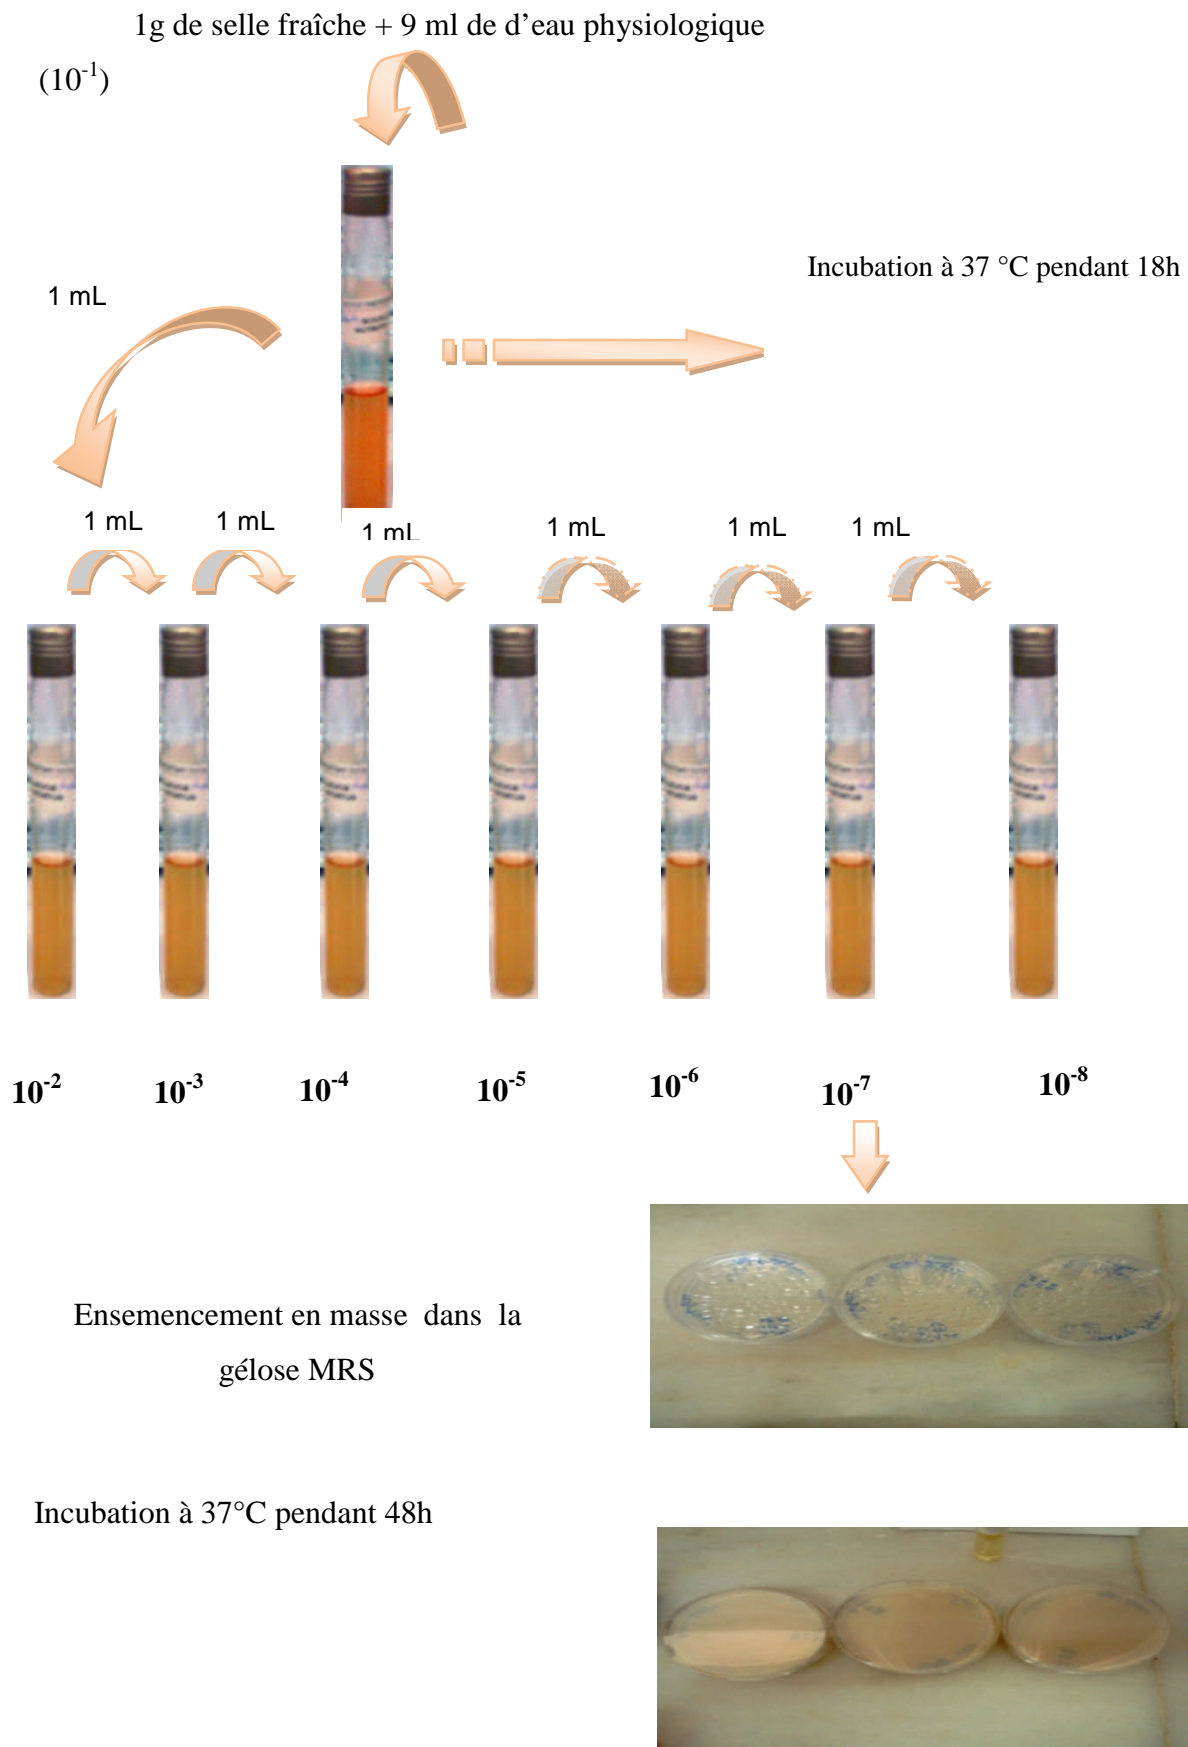 1g de selle fraîche + 9 ml de d’eau physiologique
(10-1)
Incubation à 37 °C pendant 18h
1 mL
1 mL
1 mL
1 mL
1 mL
1 mL
1 mL
10-2
10-3
10-4
10-5
10-6
10-7
10-8
Ensemencement en masse dans la
gélose MRS
Incubation à 37°C pendant 48h